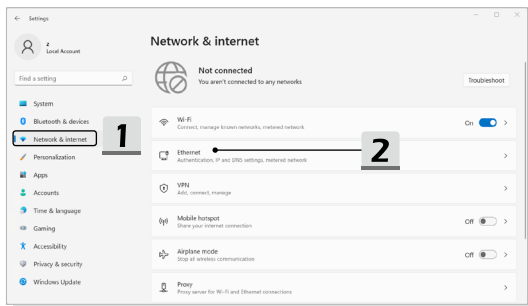 Settings
z
Local Account
Find a setting
System
Bluetooth & devices
Network & internet
Personalization
Apps
Accounts
Time & language
Gaming
Accessibility
Privacy & security
Windows Update
1
Network & internet
Not connected
You aren't connected to any networks
Troubleshoot
Wi-Fi
Connect, manage known networks, metered network
On
Ethernet
Authentication, IP and DNS settings, metered network
2
VPN
Add, connect, manage
Mobile hotspot
Share your internet connection
Off
Airplane mode
Stop all wireless communication
Off
Proxy
Proxy server for Wi-Fi and Ethernet connections